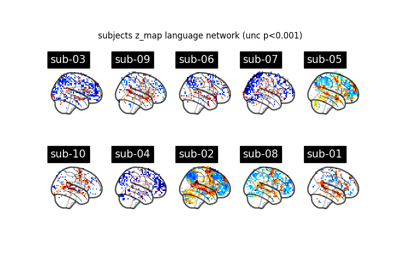 subjects z_map language network (unc p<0.001)
sub-03 sub-09 sub-06 sub-07 sub-05
sub-10 sub-04 sub-02 sub-08 sub-01